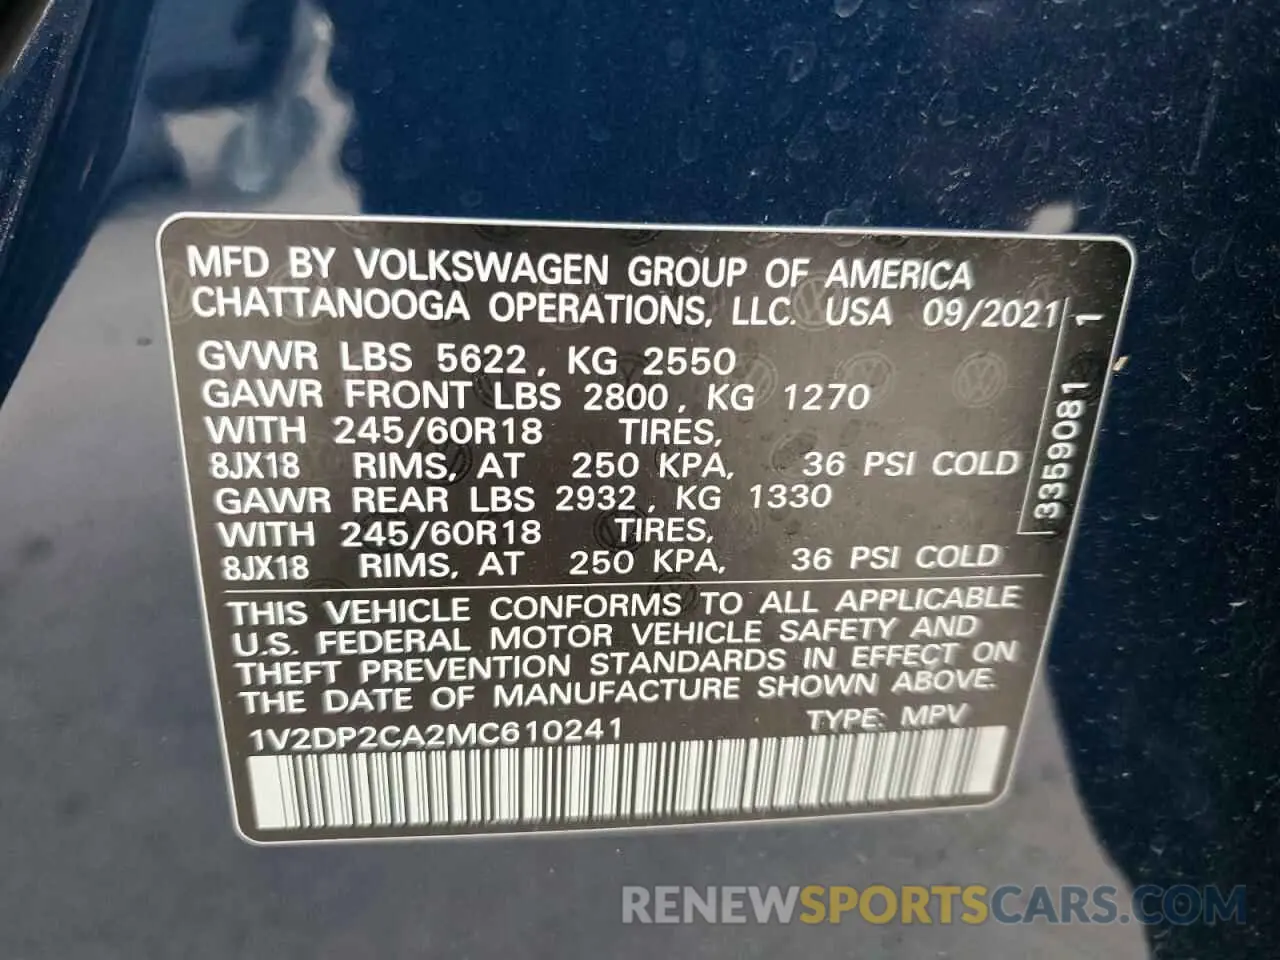 MFD BY VOLKSWAGEN GROUP OF AMERICA
CHATTANOOGA OPERATIONS, LLC. USA 09/2021
GVWR LBS 5622, KG 2550
GAWR FRONT LBS 2800, KG 1270
WITH 245/60R18 TIRES,
8JX18 RIMS, AT 250 KPA, 36 PSI COLD
GAWR REAR LBS 2932, KG 1330
WITH 245/60R18 TIRES,
8JX18 RIMS, AT 250 KPA, 36 PSI COLD
3359081 1
THIS VEHICLE CONFORMS TO ALL APPLICABLE
U.S. FEDERAL MOTOR VEHICLE SAFETY AND
THEFT PREVENTION STANDARDS IN EFFECT ON
THE DATE OF MANUFACTURE SHOWN ABOVE.
1V2DP2CA2MC610241 TYPE: MPV
RENEWSPORTSCARS.COM